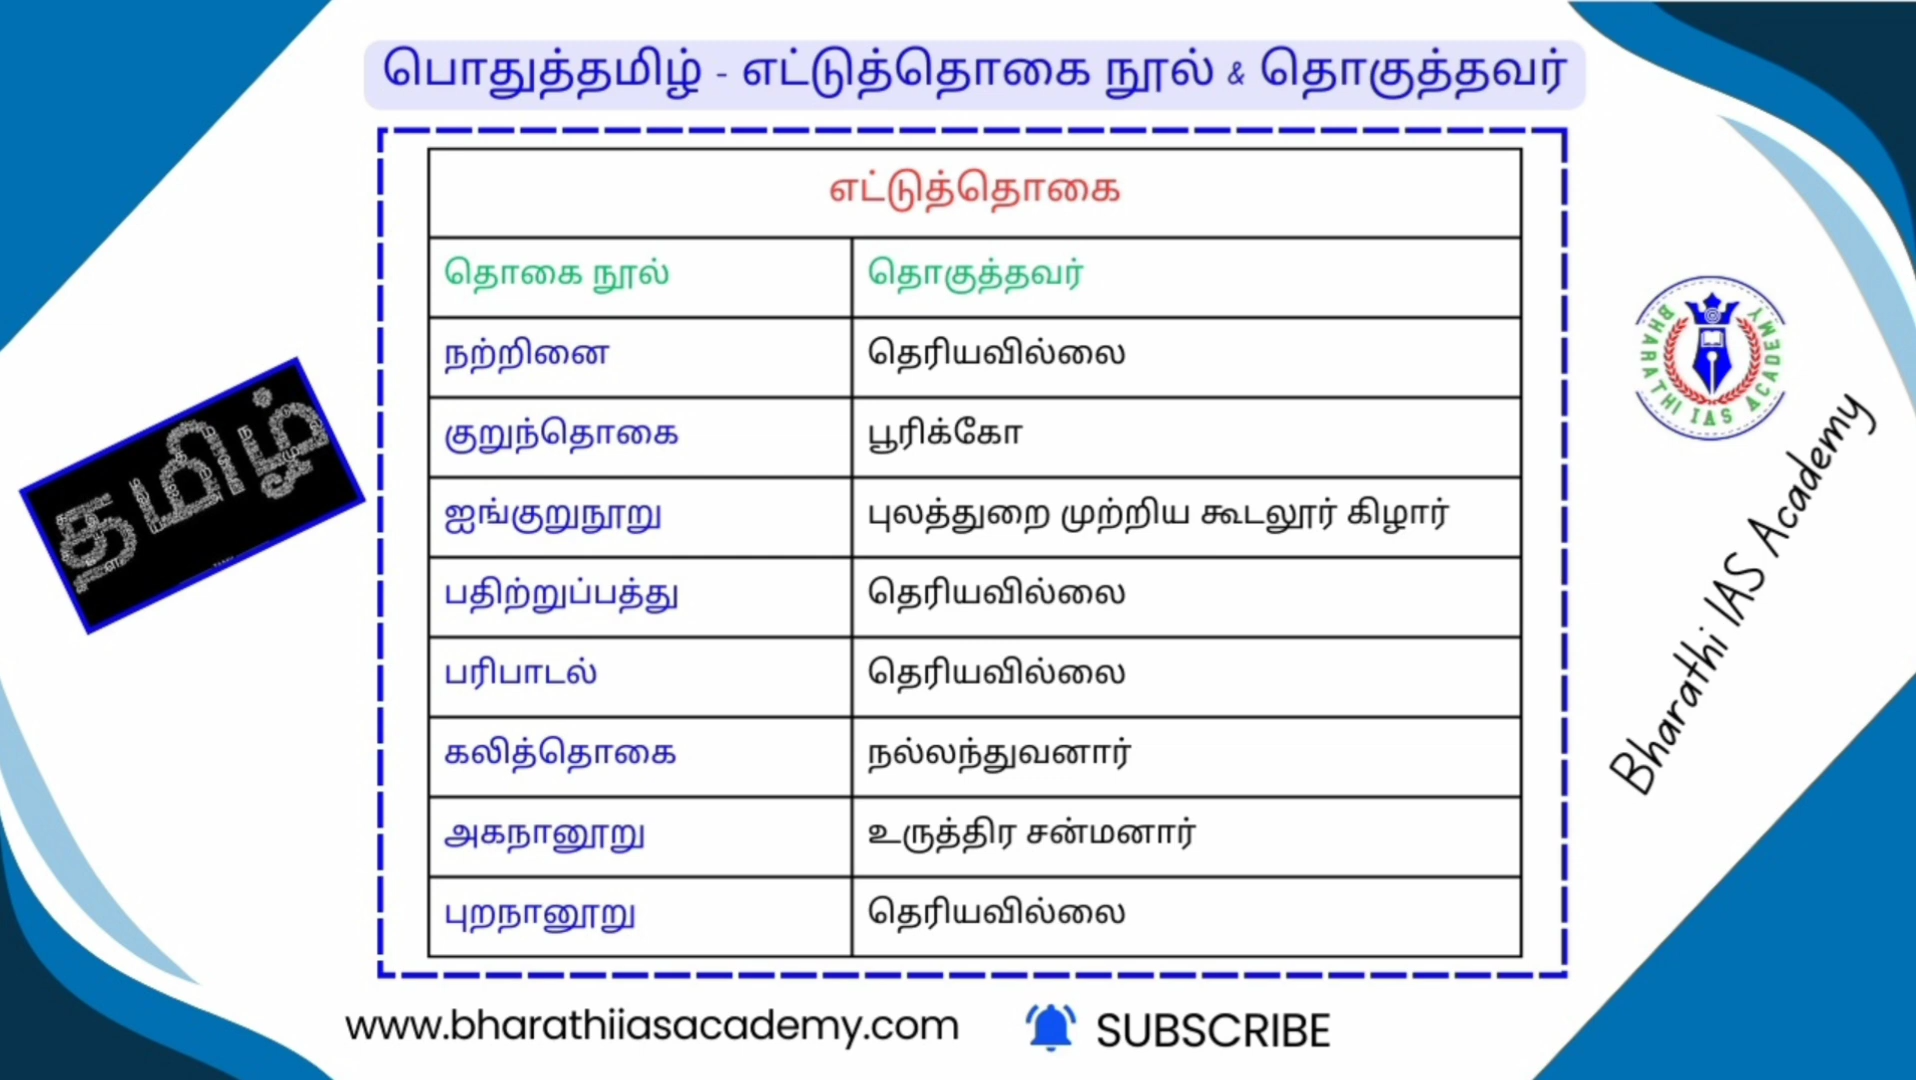 பொதுத்தமிழ் - எட்டுத்தொகை நூல் & தொகுத்தவர்
எட்டுத்தொகை
தொகை நூல் தொகுத்தவர்
நற்றினை தெரியவில்லை
குறுந்தொகை பூரிக்கோ
ஐங்குறுநூறு புலத்துறை முற்றிய கூடலூர் கிழார்
பதிற்றுப்பத்து தெரியவில்லை
பரிபாடல் தெரியவில்லை
கலித்தொகை நல்லந்துவனார்
அகநானூறு உருத்திர சன்மனார்
புறநானூறு தெரியவில்லை
தமிழ்
BHARATHI IAS ACADEMY
Bharathi IAS Academy
www.bharathiiasacademy.com SUBSCRIBE